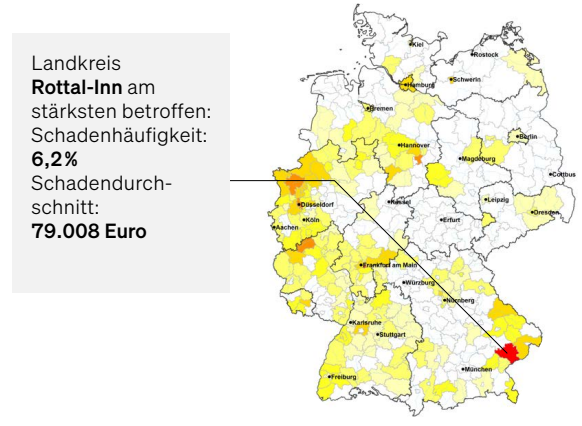 Landkreis
Rottal-Inn am
stärksten betroffen:
Schadenhäufigkeit:
6,2 %
Schadendurch-
schnitt:
79.008 Euro
Kiel
Rostock
Hamburg
Schwerin
Bremen
Berlin
Hannover
Magdeburg
Cottbus
Düsseldorf
Kassel
Leipzig
Köln
Erfurt
Dresden
Aachen
Frankfurt am Main
Würzburg
Nürnberg
Karlsruhe
Stuttgart
München
Freiburg